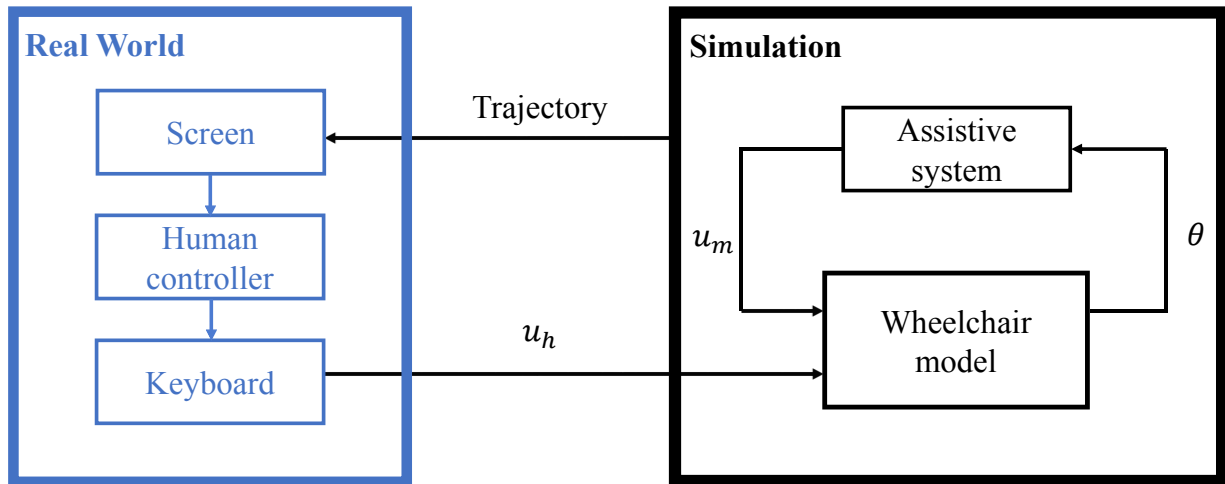 Real World
Screen
Human
controller
Keyboard
Trajectory
u_h
Simulation
Assistive
system
u_m
θ
Wheelchair
model